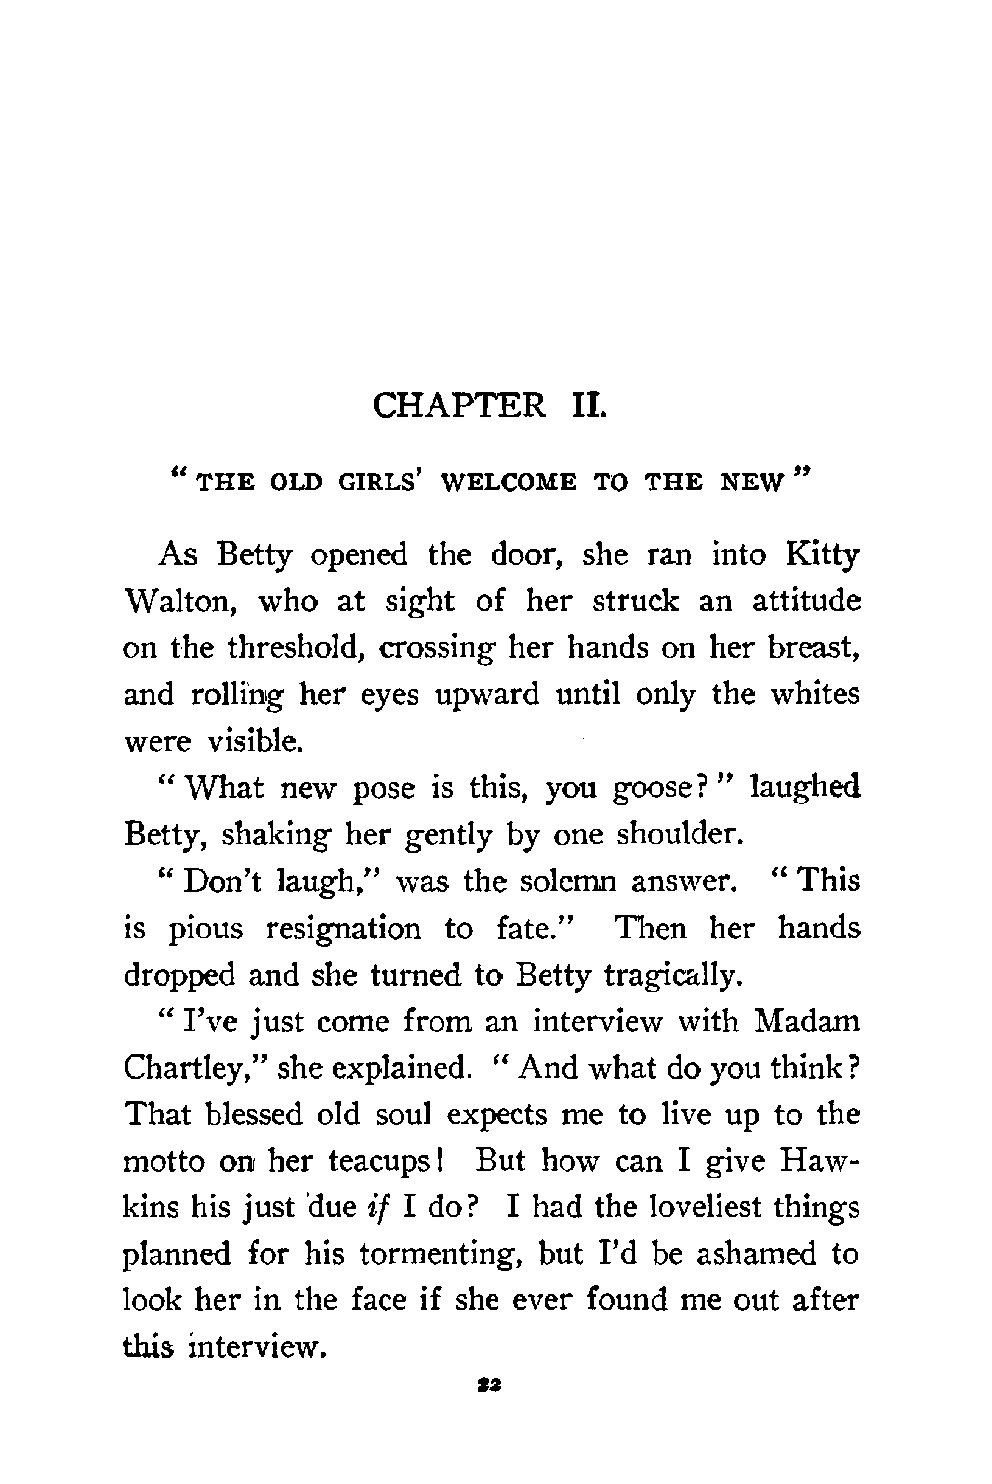 CHAPTER II.
“ THE OLD GIRLS’ WELCOME TO THE NEW ”
As Betty opened the door, she ran into Kitty
Walton, who at sight of her struck an attitude
on the threshold, crossing her hands on her breast,
and rolling her eyes upward until only the whites
were visible.
“ What new pose is this, you goose? ” laughed
Betty, shaking her gently by one shoulder.
“ Don’t laugh,” was the solemn answer. “ This
is pious resignation to fate.” Then her hands
dropped and she turned to Betty tragically.
“ I’ve just come from an interview with Madam
Chartley,” she explained. “ And what do you think?
That blessed old soul expects me to live up to the
motto on her teacups! But how can I give Haw-
kins his just due if I do? I had the loveliest things
planned for his tormenting, but I’d be ashamed to
look her in the face if she ever found me out after
this interview.
22